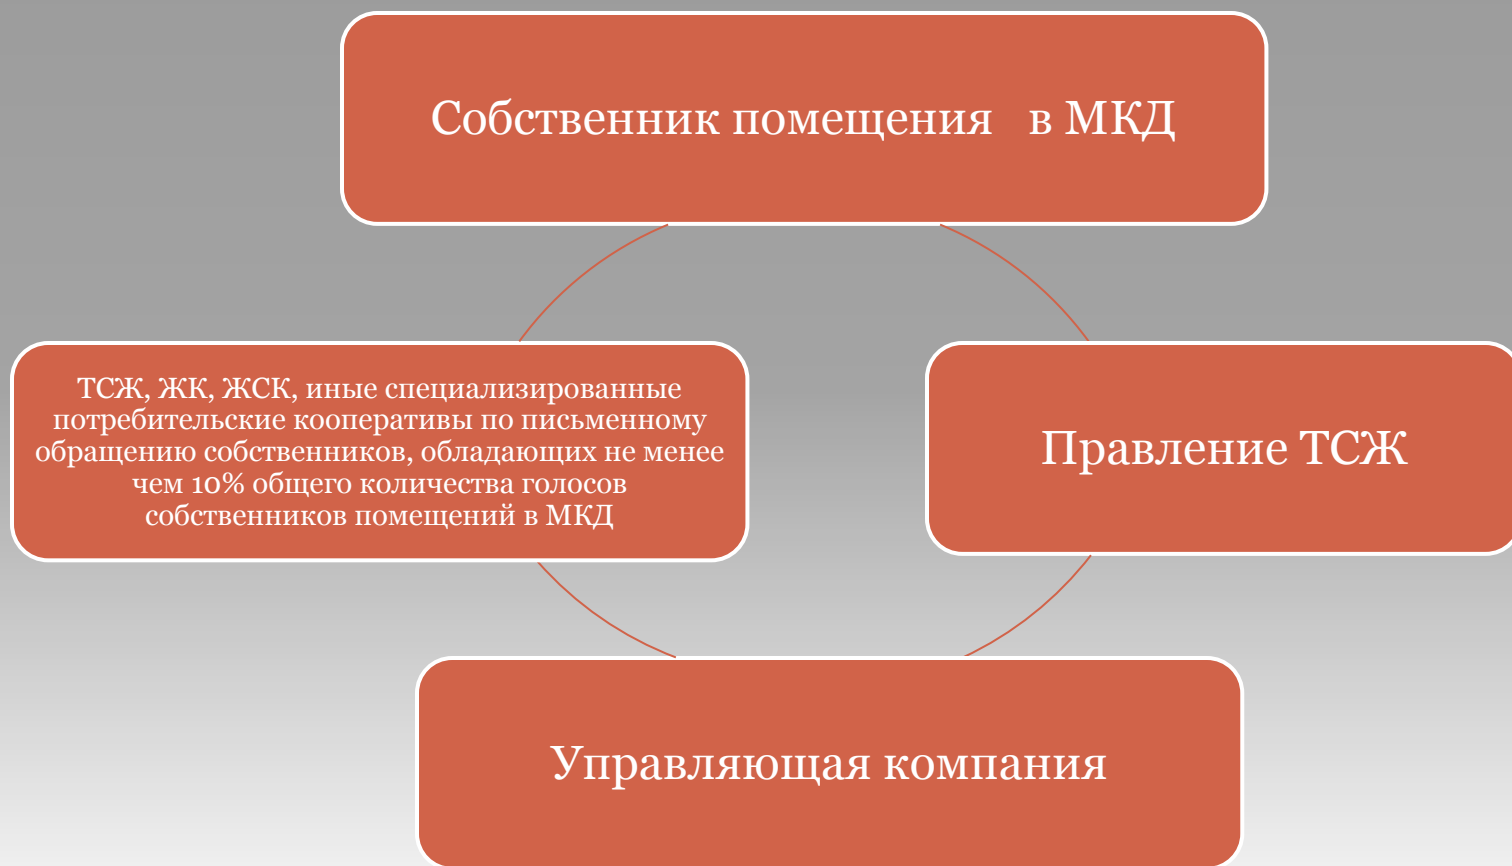 Собственник помещения в МКД
ТСЖ, ЖК, ЖСК, иные специализированные
потребительские кооперативы по письменному
обращению собственников, обладающих не менее
чем 10% общего количества голосов
собственников помещений в МКД
Правление ТСЖ
Управляющая компания